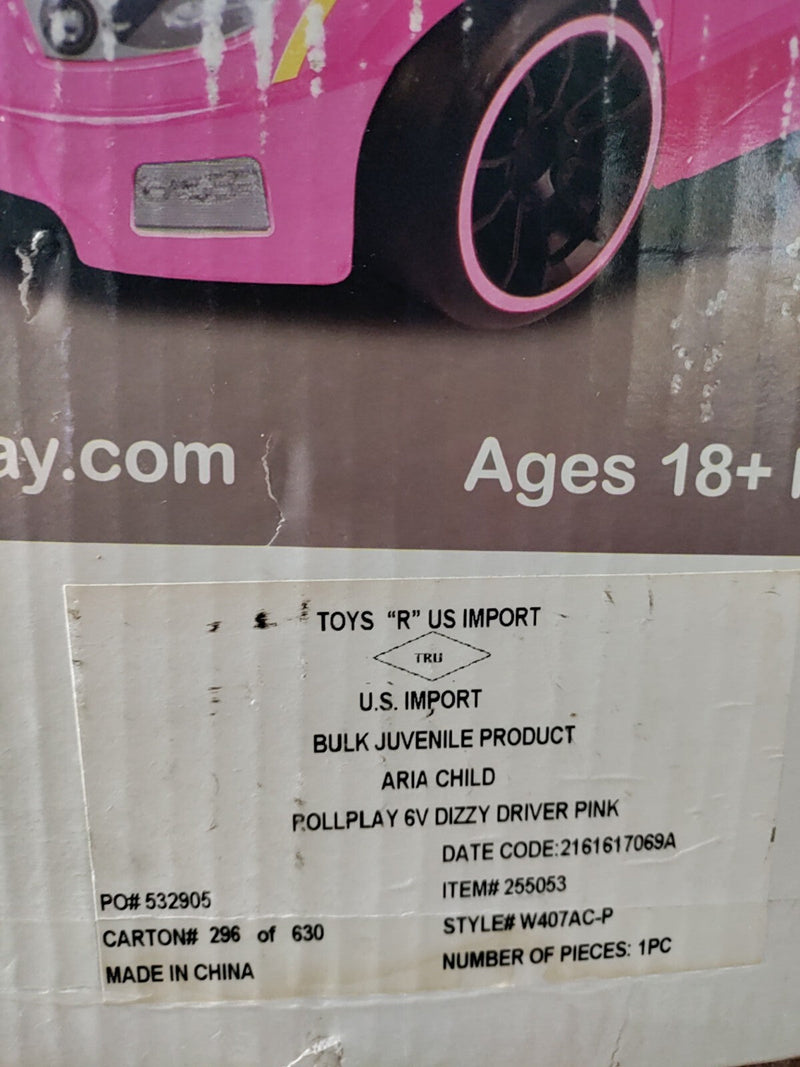 ay.com
Ages 18+
TOYS "R" US IMPORT
TRU
U.S. IMPORT
BULK JUVENILE PRODUCT
ARIA CHILD
ROLLPLAY 6V DIZZY DRIVER PINK
DATE CODE:2161617069A
PO# 532905
ITEM# 255053
CARTON# 296 of 630
STYLE# W407AC-P
MADE IN CHINA
NUMBER OF PIECES: 1PC